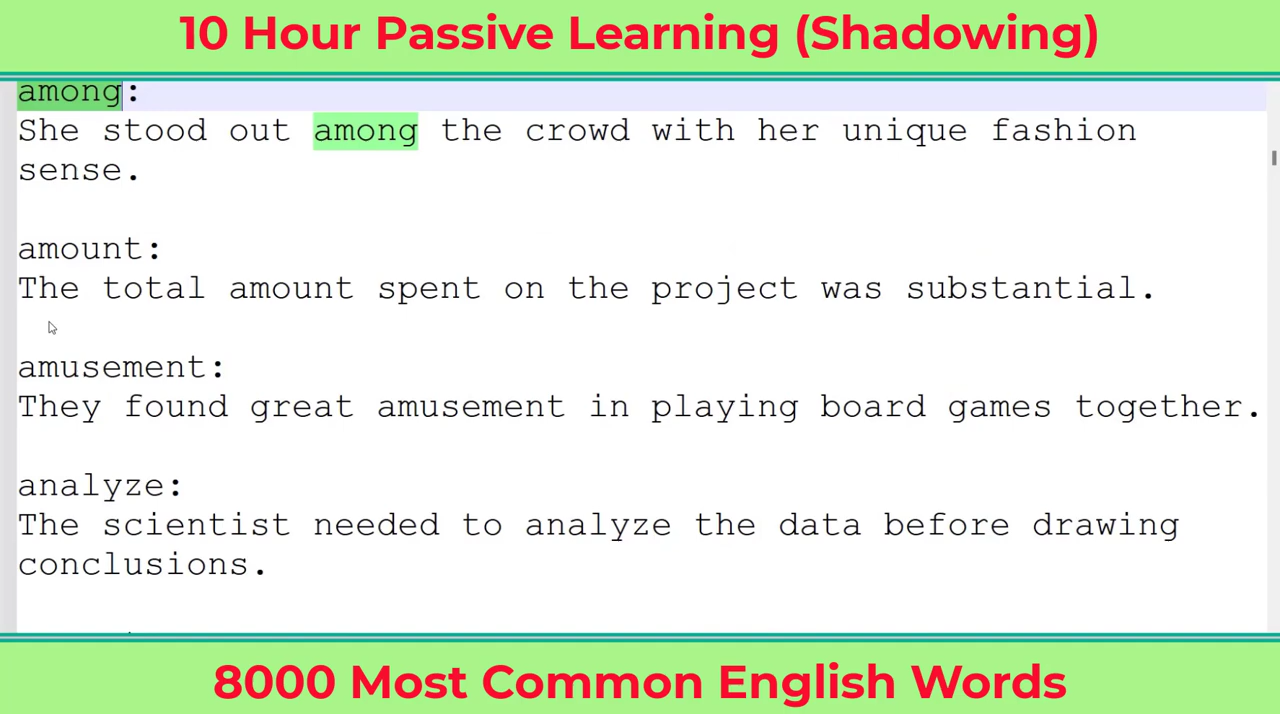 10 Hour Passive Learning (Shadowing)
among:
She stood out among the crowd with her unique fashion
sense.
amount:
The total amount spent on the project was substantial.
amusement:
They found great amusement in playing board games together.
analyze:
The scientist needed to analyze the data before drawing
conclusions.
8000 Most Common English Words